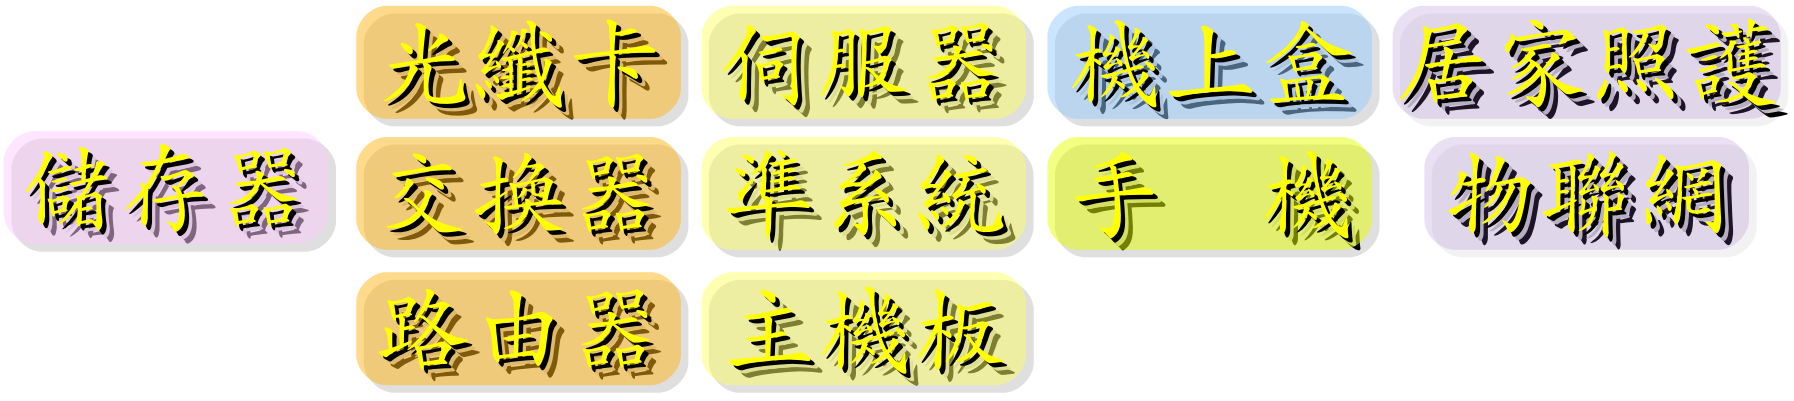 光纖卡 伺服器 機上盒 居家照護
儲存器 交換器 準系統 手 機 物聯網
路由器 主機板